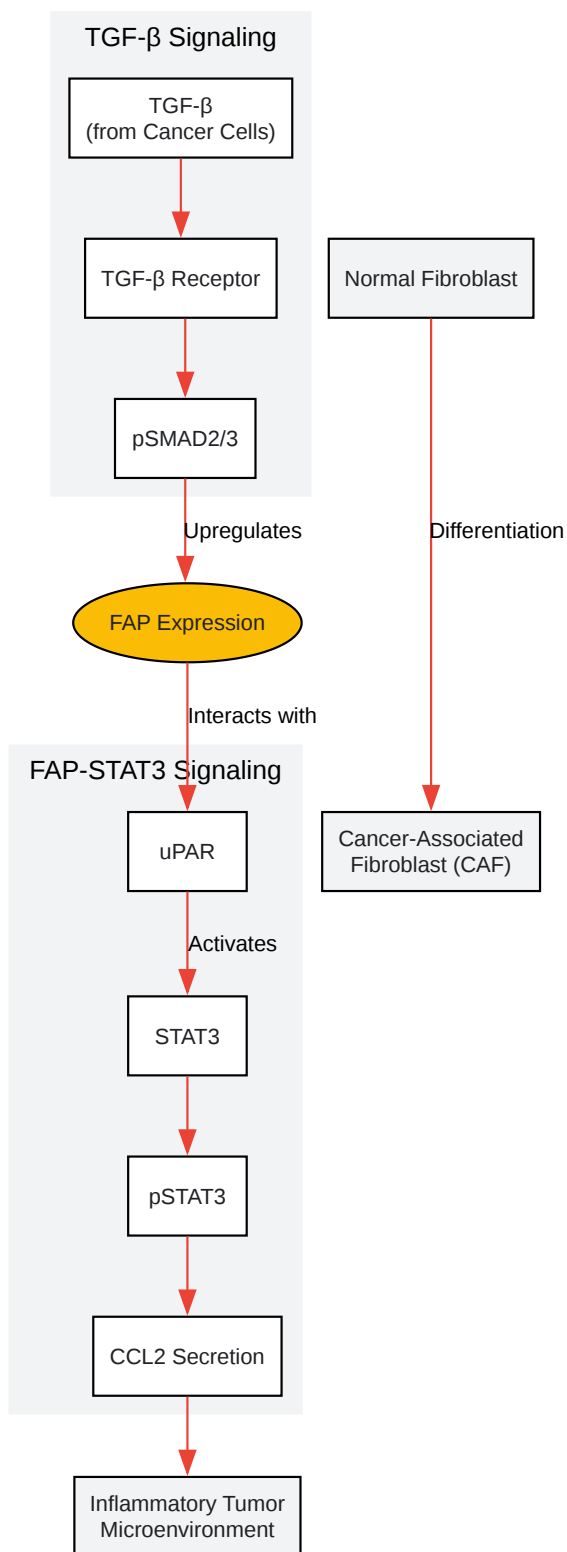 TGF-β Signaling
TGF-β
(from Cancer Cells)
TGF-β Receptor
Normal Fibroblast
pSMAD2/3
Upregulates
Differentiation
FAP Expression
Interacts with
FAP-STAT3 Signaling
uPAR
Cancer-Associated
Fibroblast (CAF)
Activates
STAT3
pSTAT3
CCL2 Secretion
Inflammatory Tumor
Microenvironment